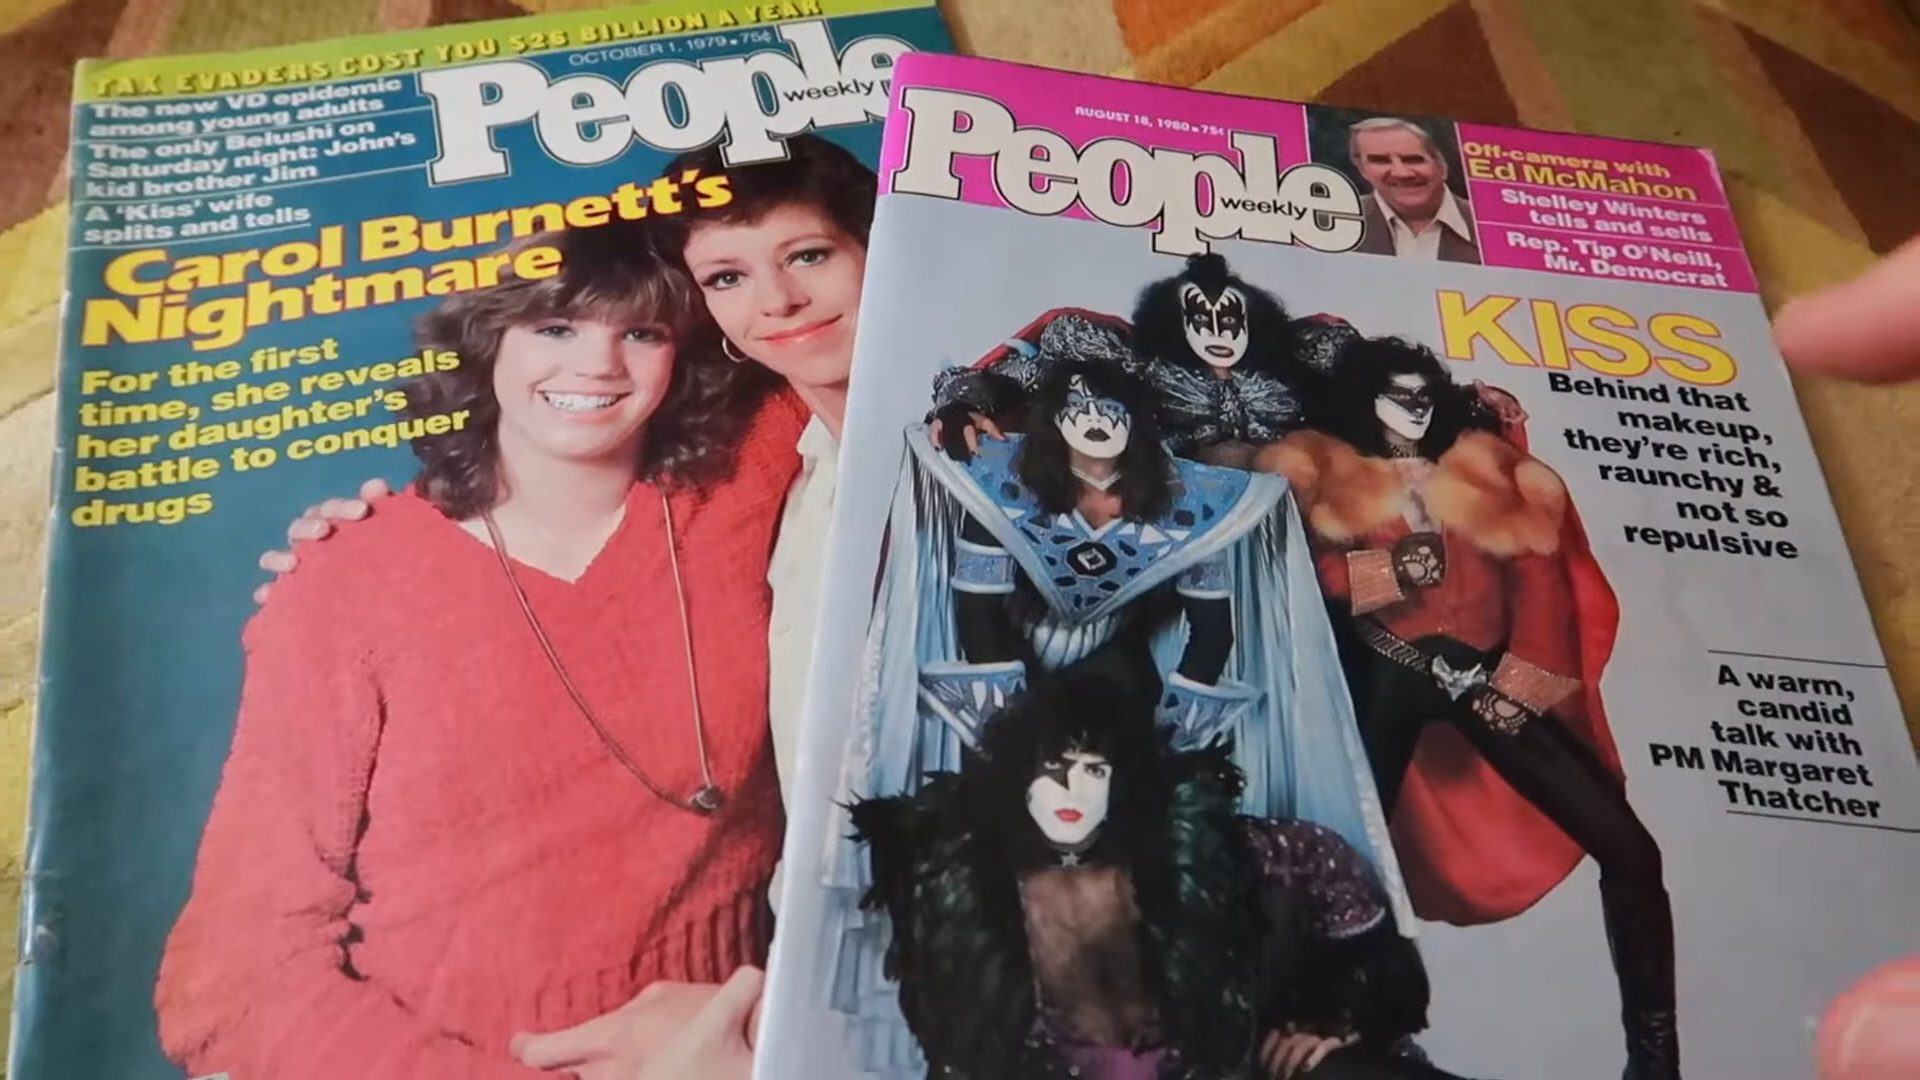 TAX EVADERS COST YOU $26 BILLION A YEAR
OCTOBER 1, 1979 ▪ 75¢
People
weekly
The new VD epidemic
among young adults
The only Belushi on
Saturday night: John's
kid brother Jim
A 'Kiss' wife
splits and tells
Carol Burnett's
Nightmare
For the first
time, she reveals
her daughter's
battle to conquer
drugs
AUGUST 18, 1980 ▪ 75¢
People
weekly
Off-camera with
Ed McMahon
Shelley Winters
tells and sells
Rep. Tip O'Neill,
Mr. Democrat
KISS
Behind that
makeup,
they're rich,
raunchy &
not so
repulsive
A warm,
candid
talk with
PM Margaret
Thatcher